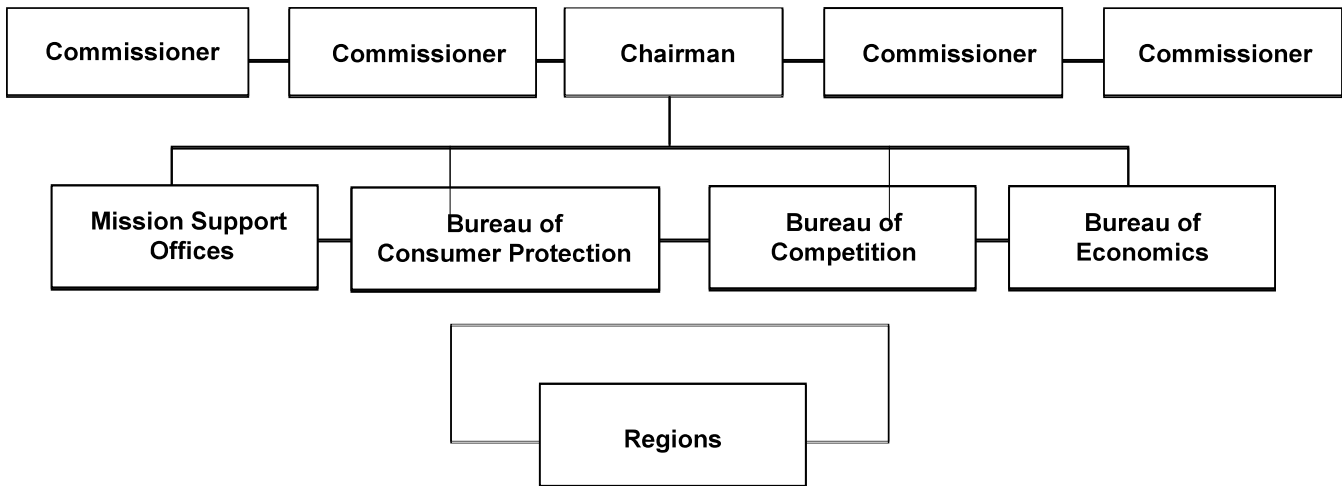 Commissioner
Commissioner
Chairman
Commissioner
Commissioner
Mission Support
Offices
Bureau of
Consumer Protection
Bureau of
Competition
Bureau of
Economics
Regions